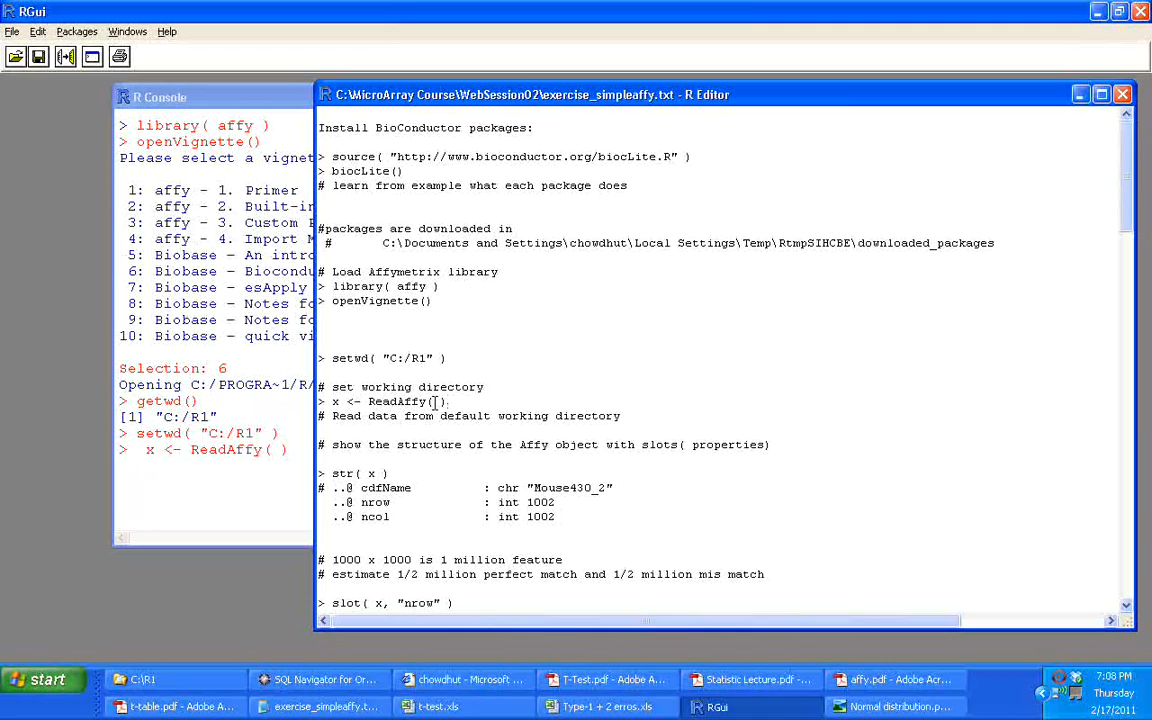 RGui
File Edit Packages Windows Help
R Console
> library( affy )
> openVignette()
Please select a vignet
1: affy - 1. Primer
2: affy - 2. Built-in
3: affy - 3. Custom
4: affy - 4. Import
5: Biobase - An intro
6: Biobase - Biocondu
7: Biobase - esApply
8: Biobase - Notes fo
9: Biobase - Notes fo
10: Biobase - quick vi
Selection: 6
Opening C:/PROGRA~1/R/
> getwd()
[1] "C:/R1"
> setwd( "C:/R1" )
> x <- ReadAffy( )
C:\MicroArray Course\WebSession02\exercise_simpleaffy.txt - R Editor
Install BioConductor packages:
> source( "http://www.bioconductor.org/biocLite.R" )
> biocLite()
# learn from example what each package does
#packages are downloaded in
# C:\Documents and Settings\chowdhut\Local Settings\Temp\RtmpSIHCBE\downloaded_packages
# Load Affymetrix library
> library( affy )
> openVignette()
> setwd( "C:/R1" )
# set working directory
> x <- ReadAffy( )
# Read data from default working directory
# show the structure of the Affy object with slots( properties)
> str( x )
# ..@ cdfName : chr "Mouse430_2"
..@ nrow : int 1002
..@ ncol : int 1002
# 1000 x 1000 is 1 million feature
# estimate 1/2 million perfect match and 1/2 million mis match
> slot( x, "nrow" )
start
C:\R1
SQL Navigator for Or...
chowdhut - Microsoft ...
T-Test.pdf - Adobe A...
Statistic Lecture.pdf -...
affy.pdf - Adobe Acr...
7:08 PM
Thursday
2/17/2011
t-table.pdf - Adobe A...
exercise_simpleaffy.t...
t-test.xls
Type-1 + 2 erros.xls
RGui
Normal distribution.p...